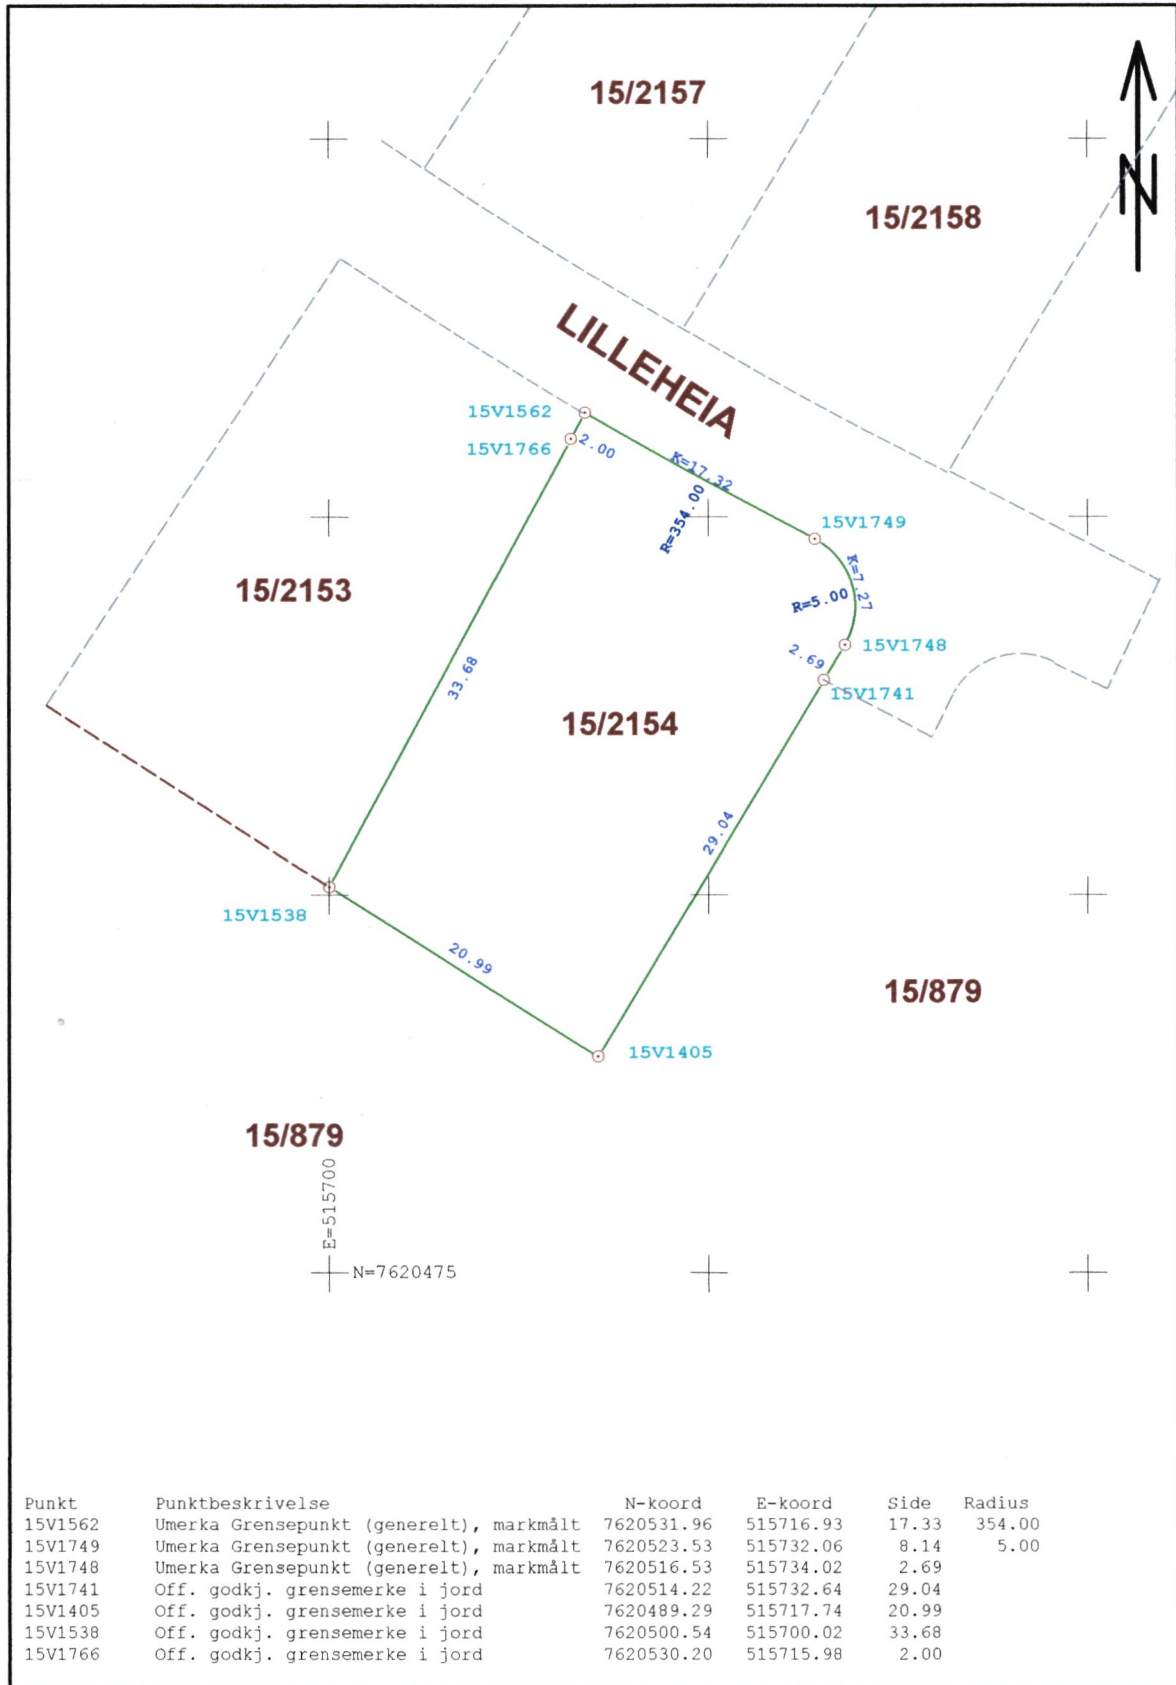 15/2157
N
15/2158
LILLEHEIA
15V1562
15V1766
2.00
K=17.32
R=354.00
15V1749
K=7.27
R=5.00
15/2153
15V1748
2.69
15V1741
33.68
15/2154
29.04
15V1538
20.99
15/879
15V1405
15/879
E=515700
N=7620475
Punkt Punktbeskrivelse N-koord E-koord Side Radius
15V1562 Umerka Grensepunkt (generelt), markmålt 7620531.96 515716.93 17.33 354.00
15V1749 Umerka Grensepunkt (generelt), markmålt 7620523.53 515732.06 8.14 5.00
15V1748 Umerka Grensepunkt (generelt), markmålt 7620516.53 515734.02 2.69
15V1741 Off. godkj. grensemerke i jord 7620514.22 515732.64 29.04
15V1405 Off. godkj. grensemerke i jord 7620489.29 515717.74 20.99
15V1538 Off. godkj. grensemerke i jord 7620500.54 515700.02 33.68
15V1766 Off. godkj. grensemerke i jord 7620530.20 515715.98 2.00